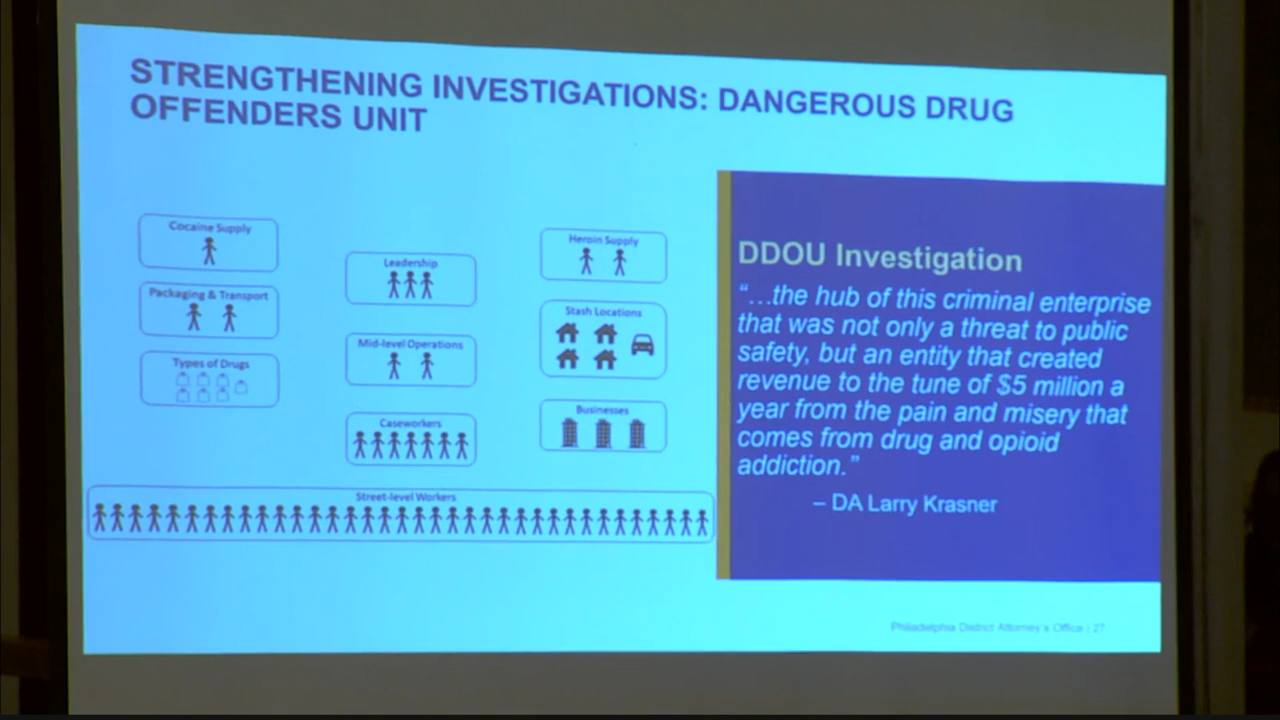 STRENGTHENING INVESTIGATIONS: DANGEROUS DRUG
OFFENDERS UNIT
Cocaine Supply
Packaging & Transport
Types of Drugs
Leadership
Mid-level Operations
Caseworkers
Heroin Supply
Stash Locations
Businesses
Street-level Workers
DDOU Investigation
“…the hub of this criminal enterprise
that was not only a threat to public
safety, but an entity that created
revenue to the tune of $5 million a
year from the pain and misery that
comes from drug and opioid
addiction.”
– DA Larry Krasner
Philadelphia District Attorney's Office | 27